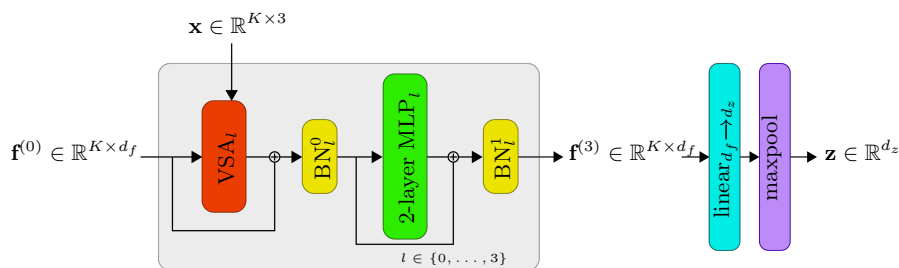 x ∈ ℝ^{K×3}
f^{(0)} ∈ ℝ^{K×d_f}
VSA_l
BN_l^0
2-layer MLP_l
BN_l^1
l ∈ {0, . . . , 3}
f^{(3)} ∈ ℝ^{K×d_f}
linear_{d_f→d_z}
maxpool
z ∈ ℝ^{d_z}